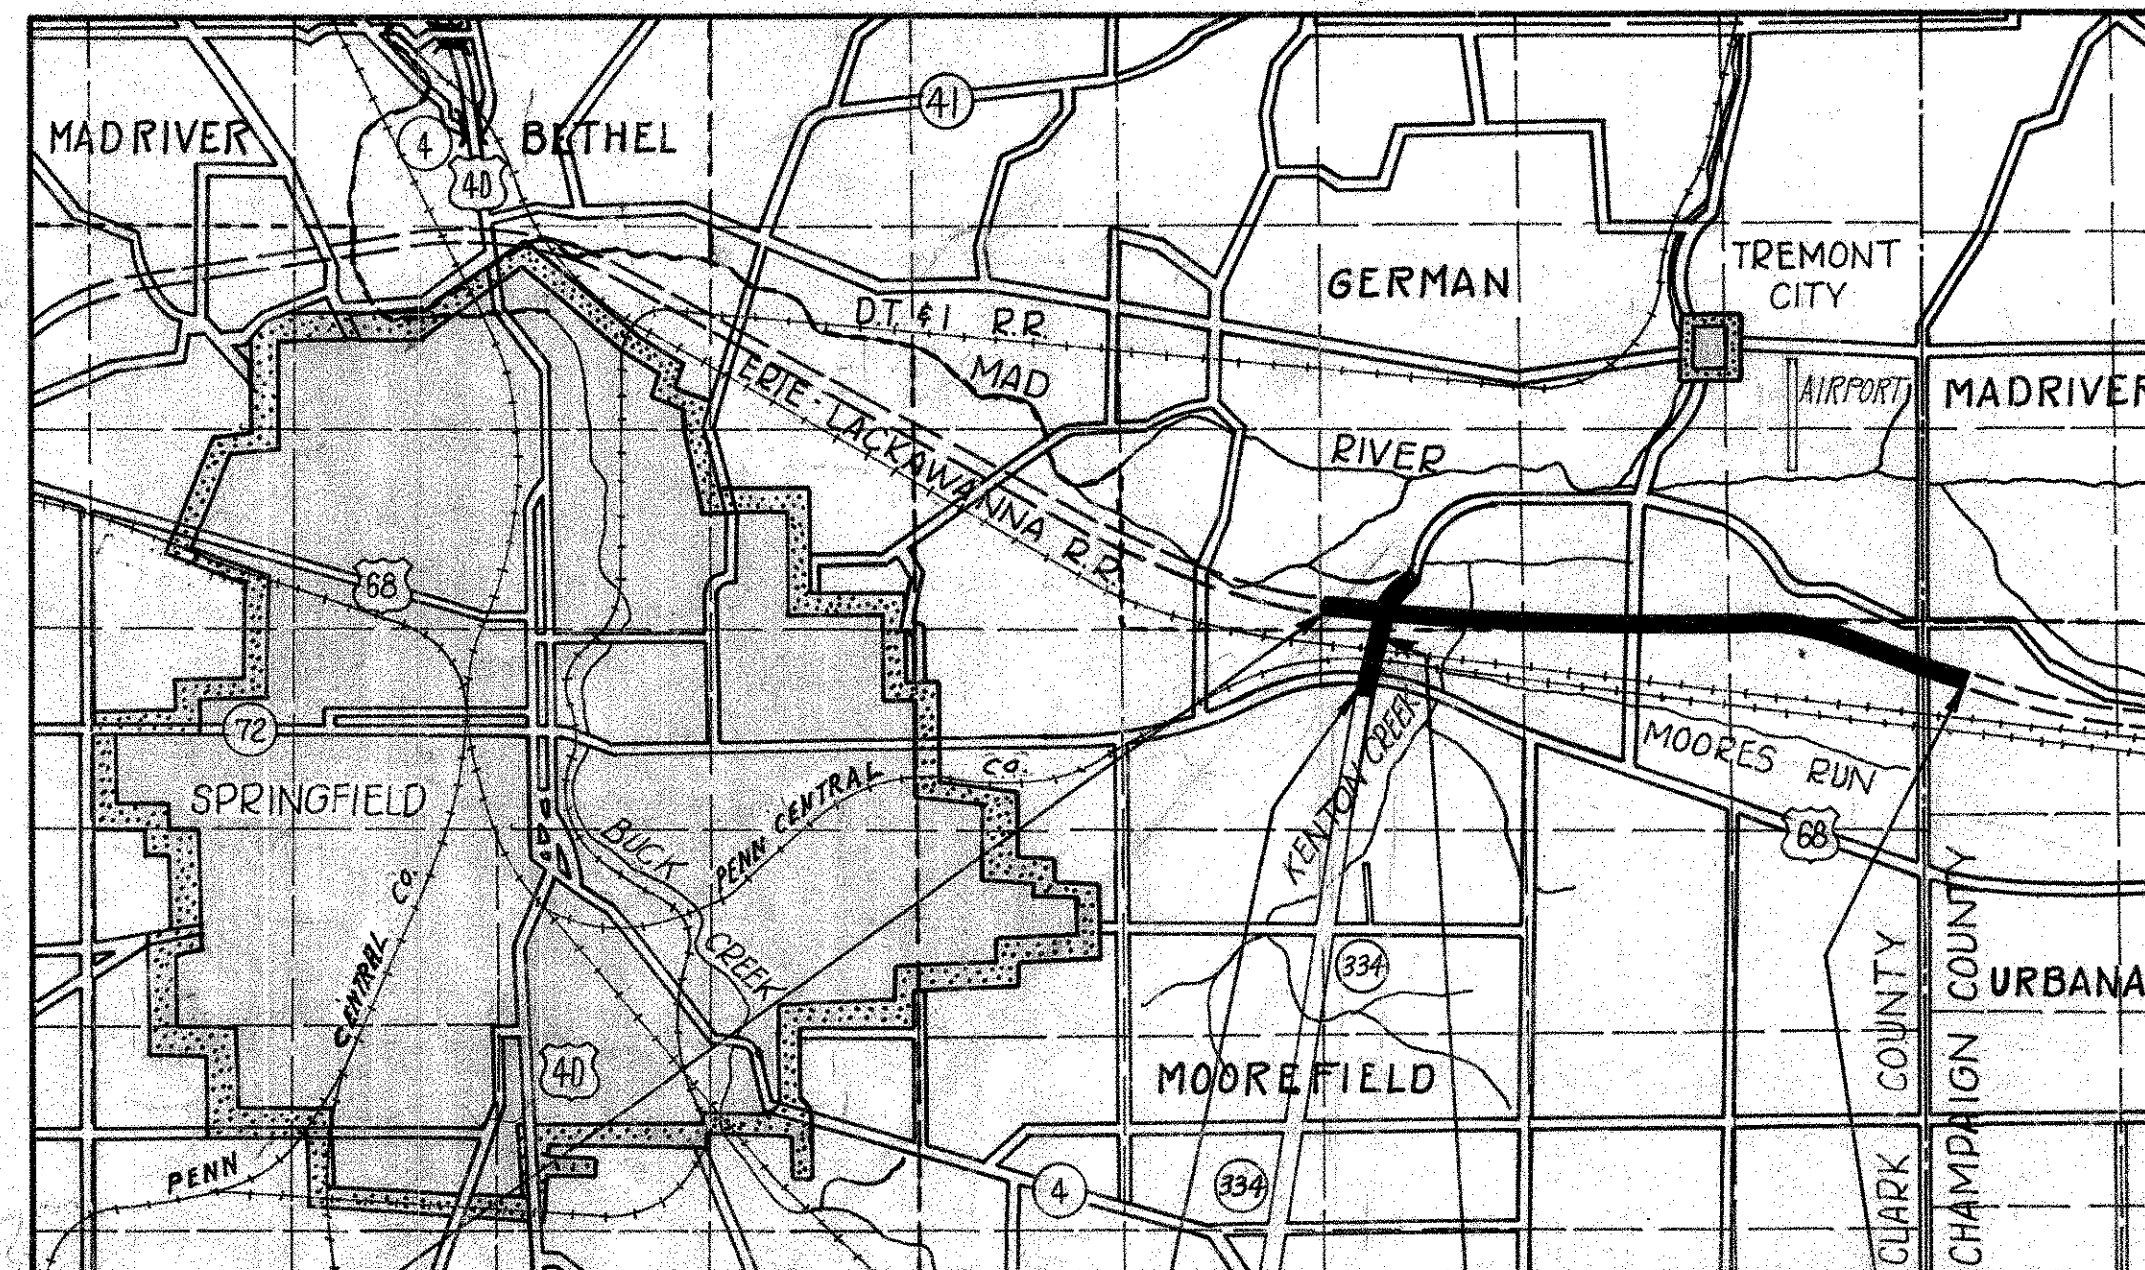 MADRIVER
4
40
BETHEL
41
GERMAN
TREMONT
CITY
D.T. & I R.R.
MAD
RIVER
ERIE - LACKAWANNA R.R.
AIRPORT
MADRIVER
68
72
SPRINGFIELD
BUCK
CREEK
PENN CENTRAL
CO.
KENTON CREEK
MOORES RUN
68
CENTRAL
CO.
334
URBANA
40
MOOREFIELD
PENN
4
334
CLARK COUNTY
CHAMPAIGN COUNTY